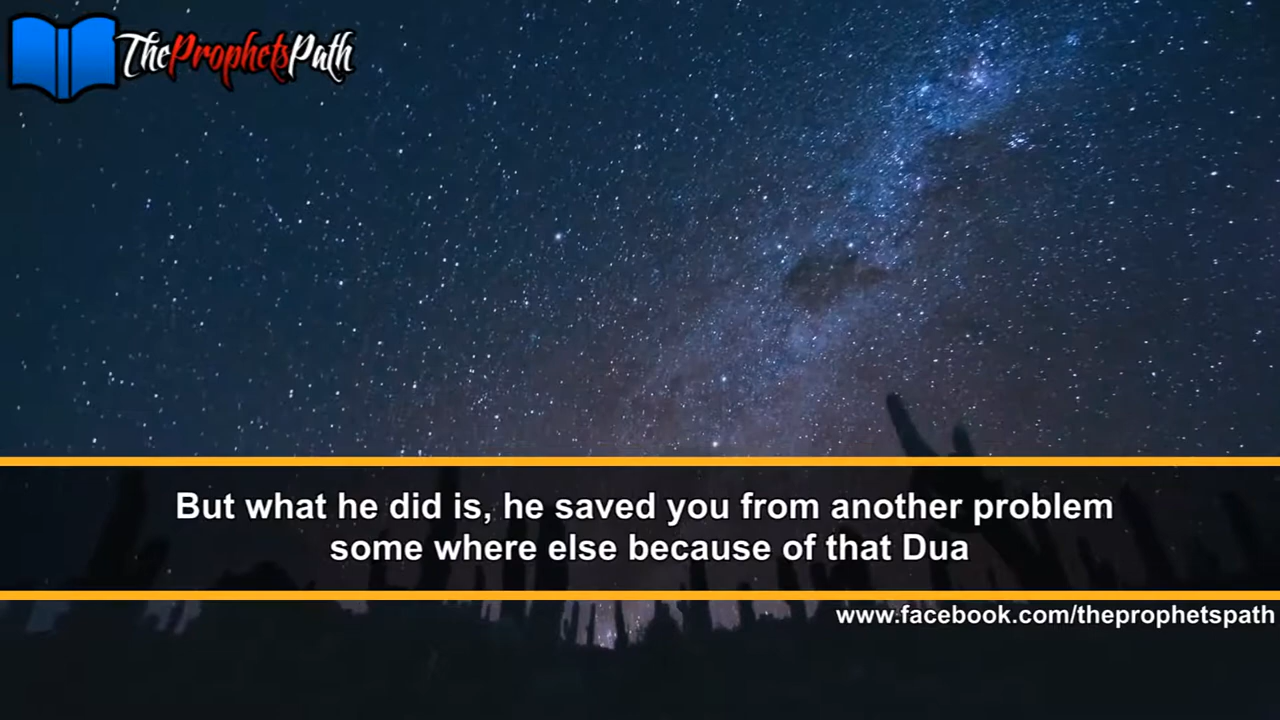 TheProphetsPath
But what he did is, he saved you from another problem
some where else because of that Dua
www.facebook.com/theprophetspath